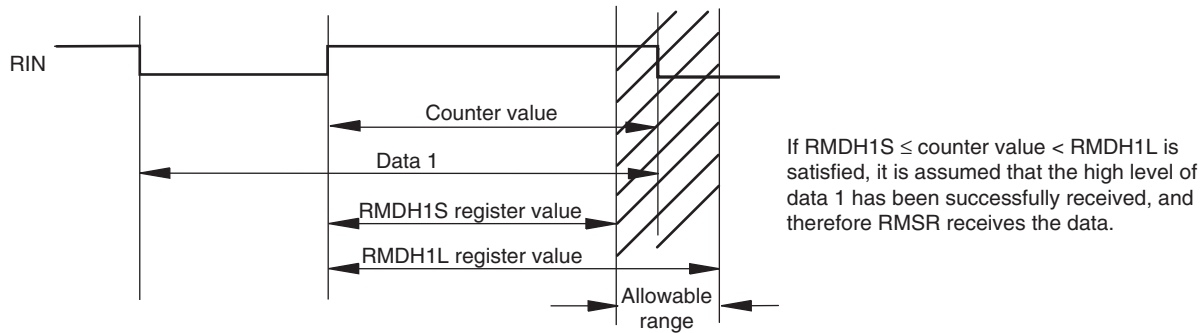 RIN
Counter value
Data 1
RMDH1S register value
RMDH1L register value
Allowable
range
If RMDH1S ≤ counter value < RMDH1L is
satisfied, it is assumed that the high level of
data 1 has been successfully received, and
therefore RMSR receives the data.